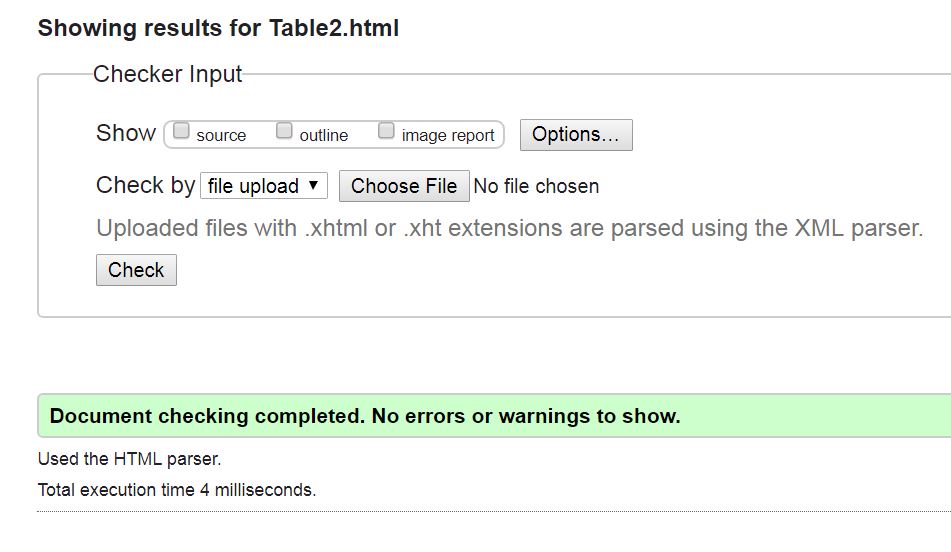 Showing results for Table2.html
Checker Input
Show source outline image report Options...
Check by file upload Choose File No file chosen
Uploaded files with .xhtml or .xht extensions are parsed using the XML parser.
Check
Document checking completed. No errors or warnings to show.
Used the HTML parser.
Total execution time 4 milliseconds.